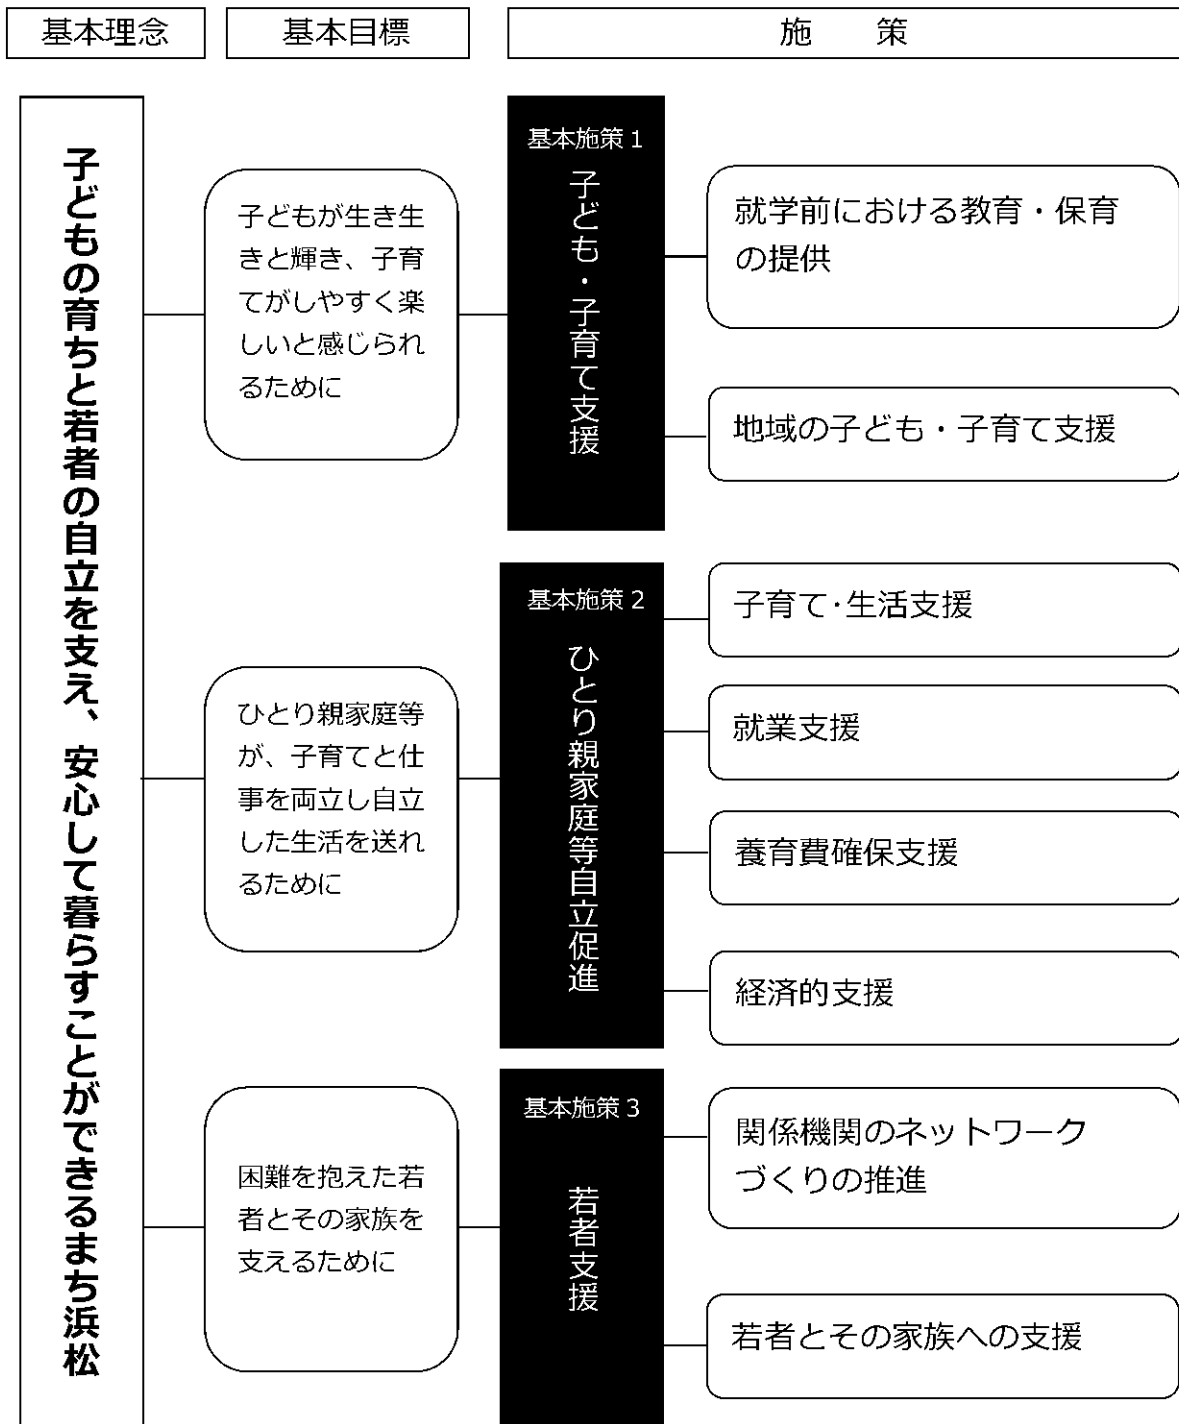 基本理念
基本目標
施　策
子どもの育ちと若者の自立を支え、安心して暮らすことができるまち浜松
子どもが生き生
きと輝き、子育
てがしやすく楽
しいと感じられ
るために
基本施策１
子ども・子育て支援
就学前における教育・保育
の提供
地域の子ども・子育て支援
ひとり親家庭等
が、子育てと仕
事を両立し自立
した生活を送れ
るために
基本施策２
ひとり親家庭等自立促進
子育て･生活支援
就業支援
養育費確保支援
経済的支援
困難を抱えた若
者とその家族を
支えるために
基本施策３
若者支援
関係機関のネットワーク
づくりの推進
若者とその家族への支援